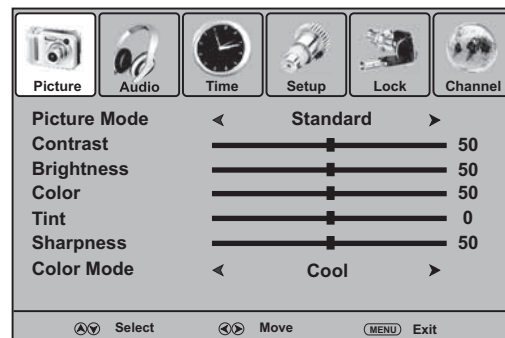 Picture Audio Time Setup Lock Channel
Picture Mode Standard
Contrast 50
Brightness 50
Color 50
Tint 0
Sharpness 50
Color Mode Cool
Select Move MENU Exit